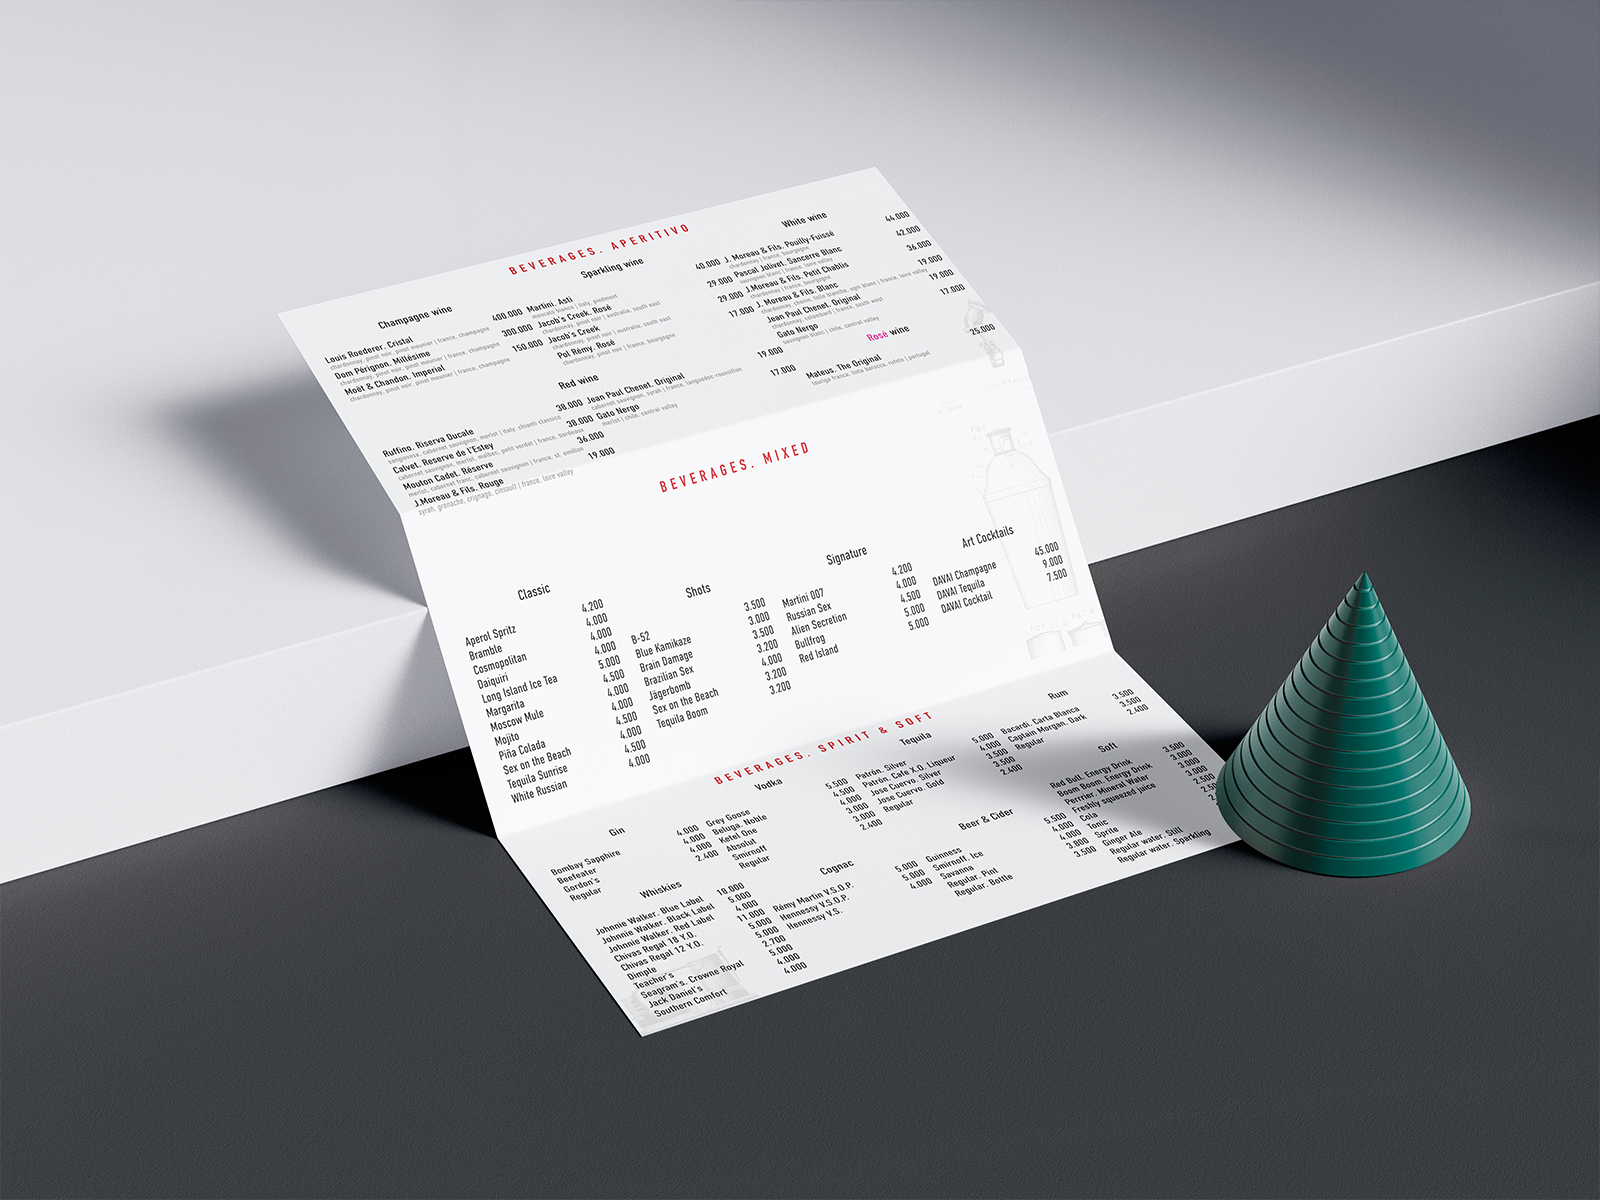 BEVERAGES. APERITIVO
Champagne wine
Louis Roederer. Cristal 400.000
chardonnay, pinot noir, pinot meunier | france, champagne
Dom Pérignon. Millésime 300.000
chardonnay, pinot noir, pinot meunier | france, champagne
Moët & Chandon. Imperial 150.000
chardonnay, pinot noir, pinot meunier | france, champagne
Sparkling wine
Martini. Asti 40.000
moscato bianco | italy, piedmont
Jacob's Creek. Rosé 29.000
chardonnay, pinot noir | australia, south east
Jacob's Creek 29.000
chardonnay, pinot noir | australia, south east
Pol Rémy. Rosé 17.000
chardonnay, pinot noir | france, bourgogne
White wine
J. Moreau & Fils. Pouilly-Fuissé 44.000
chardonnay | france, bourgogne
Pascal Jolivet. Sancerre Blanc 42.000
sauvignon blanc | france, loire valley
J.Moreau & Fils. Petit Chablis 36.000
chardonnay | france, bourgogne
J. Moreau & Fils. Blanc 19.000
chardonnay, chenin, folle blanche, ugni blanc | france, loire valley
Jean Paul Chenet. Original 19.000
chardonnay, colombard | france, south west
Gato Nergo 17.000
sauvignon blanc | chile, central valley
Red wine
Ruffino. Riserva Ducale 38.000
sangiovese, cabernet sauvignon, merlot | italy, chianti classico
Calvet. Reserve de l'Estey 38.000
cabernet sauvignon, merlot, malbec, petit verdot | france, bordeaux
Mouton Cadet. Réserve 36.000
merlot, cabernet franc, cabernet sauvignon | france, st. emilion
J.Moreau & Fils. Rouge 19.000
syrah, grenache, crignago, cinsault | france, loire valley
Jean Paul Chenet. Original 19.000
cabernet sauvignon, syrah | france, languedoc-roussillon
Gato Nergo 17.000
merlot | chile, central valley
Rosé wine
Mateus. The Original 25.000
touriga franca, tinta barocca, rufete | portugal
BEVERAGES. MIXED
Classic
Aperol Spritz 4.200
Bramble 4.000
Cosmopolitan 4.000
Daiquiri 4.000
Long Island Ice Tea 5.000
Margarita 4.500
Moscow Mule 4.000
Mojito 4.000
Piña Colada 4.500
Sex on the Beach 4.000
Tequila Sunrise 4.500
White Russian 4.000
Shots
B-52 3.500
Blue Kamikaze 3.000
Brain Damage 3.500
Brazilian Sex 3.200
Jägerbomb 4.000
Sex on the Beach 3.200
Tequila Boom 3.200
Signature
Martini 007 4.200
Russian Sex 4.000
Alien Secretion 4.500
Bullfrog 5.000
Red Island 5.000
Art Cocktails
DAVAI Champagne 45.000
DAVAI Tequila 9.000
DAVAI Cocktail 7.500
BEVERAGES. SPIRIT & SOFT
Gin
Bombay Sapphire 4.000
Beefeater 4.000
Gordon's 4.000
Regular 2.400
Vodka
Grey Goose 5.500
Beluga. Noble 4.500
Ketel One 4.000
Absolut 3.000
Smirnoff 3.000
Regular 2.400
Tequila
Patrón. Silver 5.000
Patrón. Cafe X.O. Liqueur 4.000
Jose Cuervo. Silver 3.500
Jose Cuervo. Gold 3.500
Regular 2.400
Rum
Bacardi. Carta Blanca 3.500
Captain Morgan. Dark 3.500
Regular 2.400
Whiskies
Johnnie Walker. Blue Label 18.000
Johnnie Walker. Black Label 5.000
Johnnie Walker. Red Label 4.000
Chivas Regal 18 Y.O. 11.000
Chivas Regal 12 Y.O. 5.000
Dimple
Teacher's 2.700
Seagram's. Crowne Royal 5.000
Jack Daniel's 4.000
Southern Comfort 4.000
Cognac
Rémy Martin V.S.O.P. 5.000
Hennessy V.S.O.P. 5.000
Hennessy V.S. 4.000
Beer & Cider
Guinness 5.500
Smirnoff. Ice 4.000
Savanna 4.000
Regular. Pint
Regular. Bottle 3.500
Soft
Red Bull. Energy Drink 3.500
Boom Boom. Energy Drink
Perrrier. Mineral Water 3.000
Freshly squeezed juice
Cola
Tonic
Sprite
Ginger Ale
Regular water. Still
Regular water. Sparkling